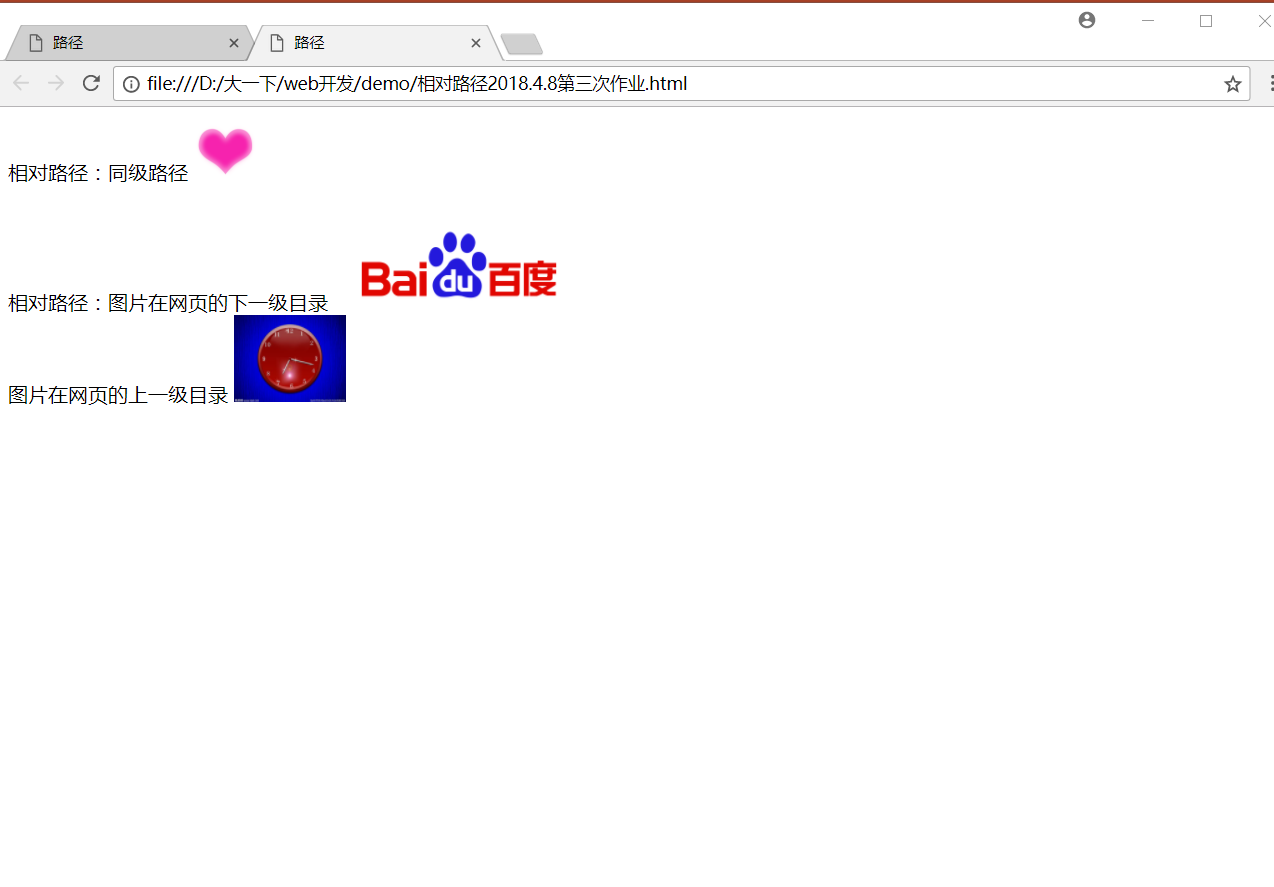 路径
路径
file:///D:/大一下/web开发/demo/相对路径2018.4.8第三次作业.html
相对路径：同级路径
Bai du 百度
相对路径：图片在网页的下一级目录
图片在网页的上一级目录